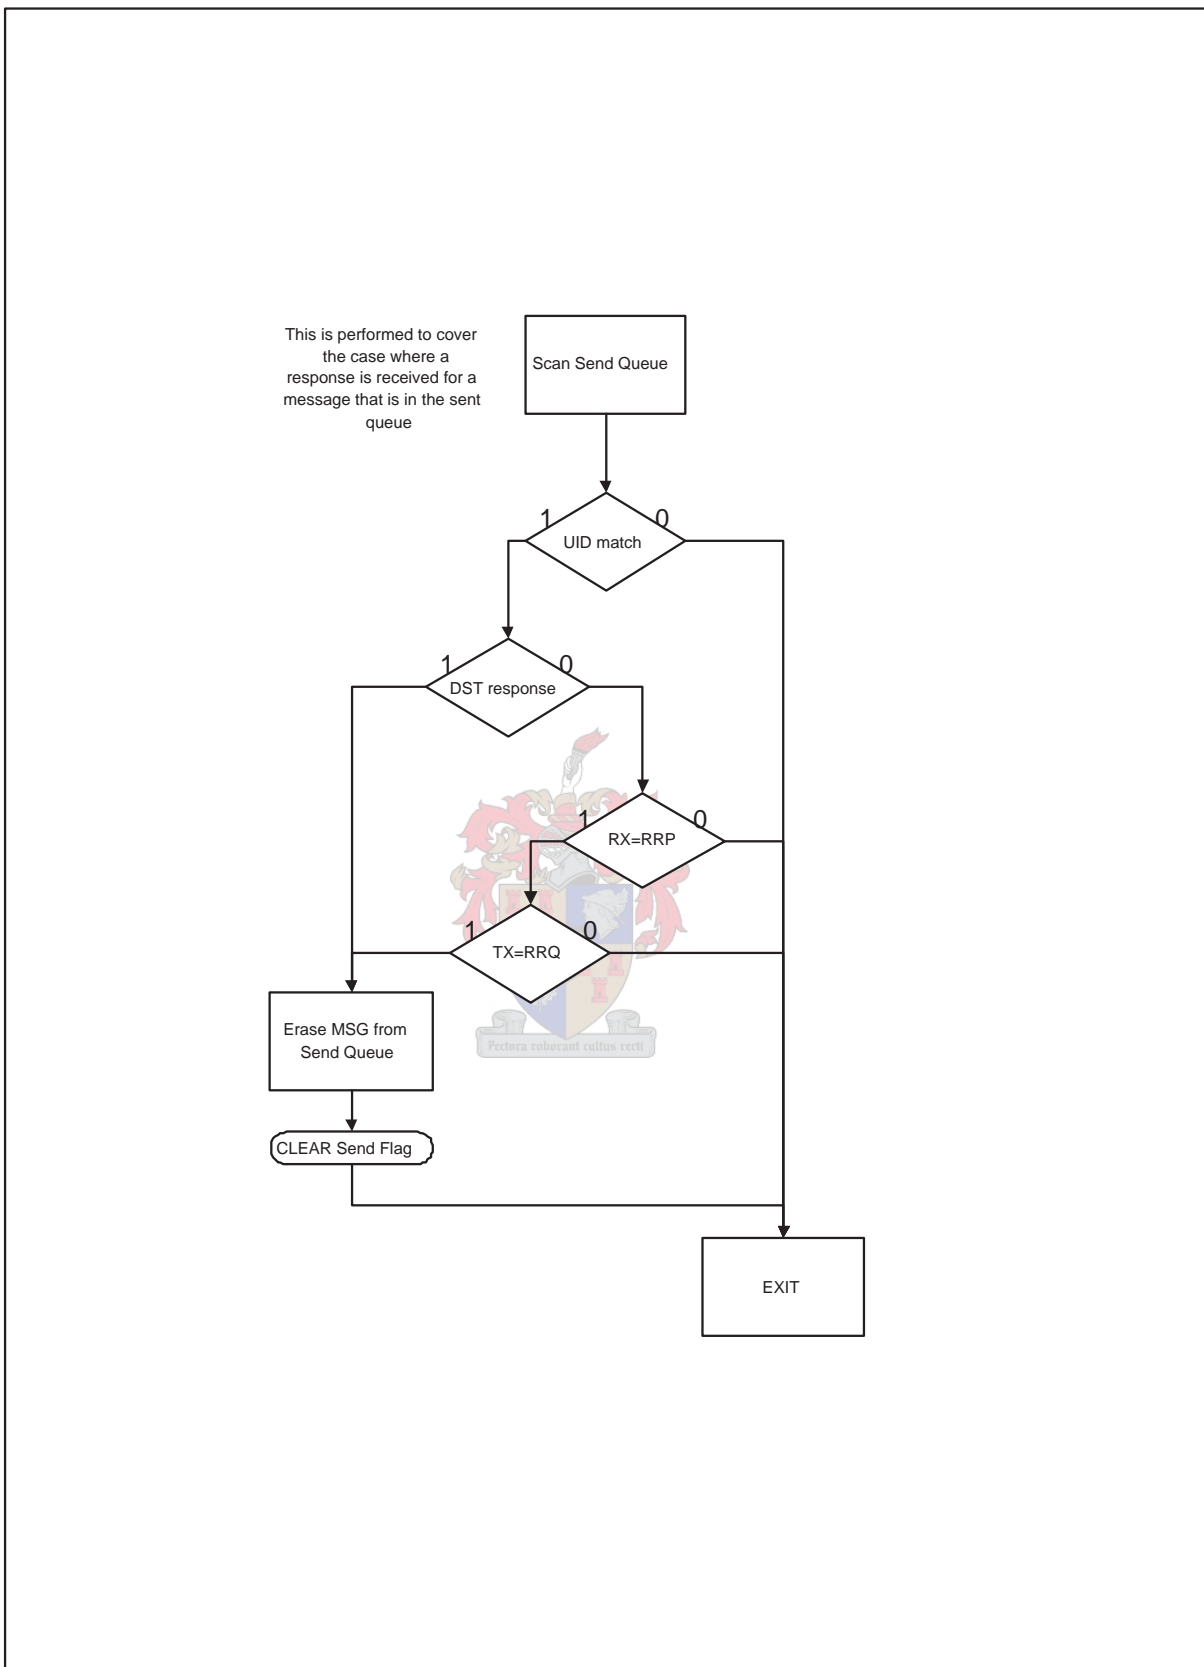 This is performed to cover
the case where a
response is received for a
message that is in the sent
queue
Scan Send Queue
1
0
UID match
1
0
DST response
1
0
RX=RRP
1
0
TX=RRQ
Erase MSG from
Send Queue
Pectora roborant cultus recti
CLEAR Send Flag
EXIT